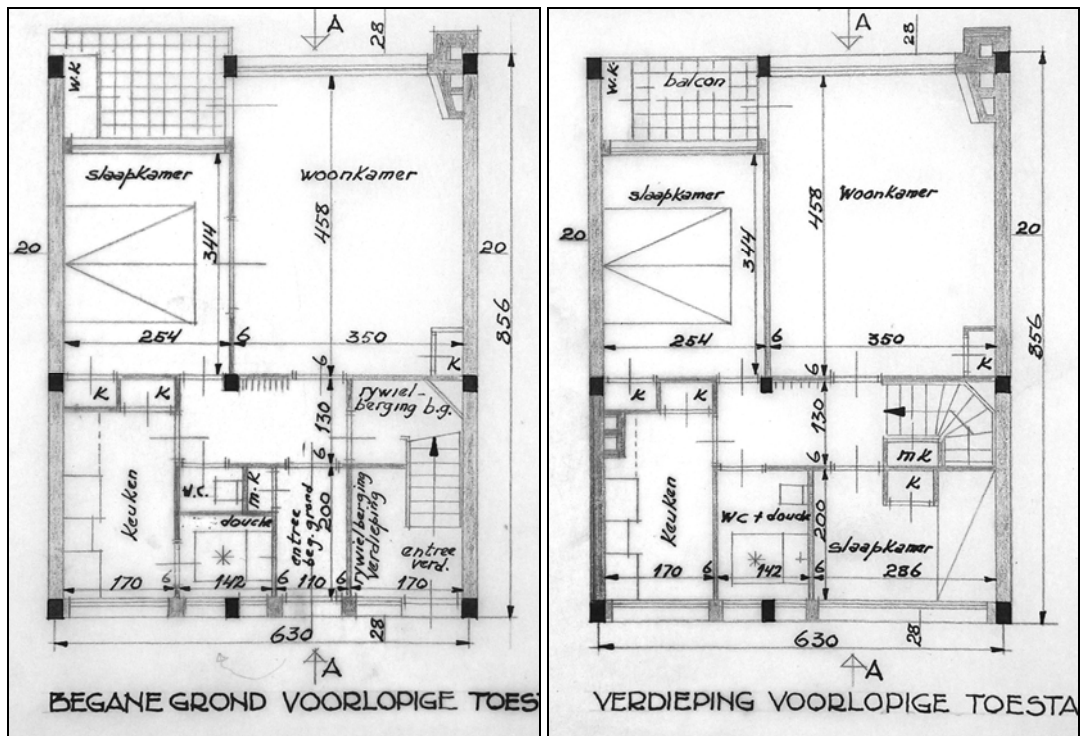 A
28
w.k
slaapkamer
woonkamer
458
344
20
20
856
254
6
350
K
6
K
K
rywiel-
berging b.g.
130
6
w.c.
m.k
Keuken
douche
entree
beg. grond
200
rywielberging
verdieping
entree
verd.
170
6
142
6
110
6
170
630
28
A
BEGANE GROND VOORLOPIGE TOES
A
28
w.k
balcon
slaapkamer
Woonkamer
458
344
20
20
856
254
6
350
K
6
K
K
130
6
m K
K
Keuken
WC + douche
200
slaapkamer
170
6
142
6
286
630
28
A
VERDIEPING VOORLOPIGE TOESTA